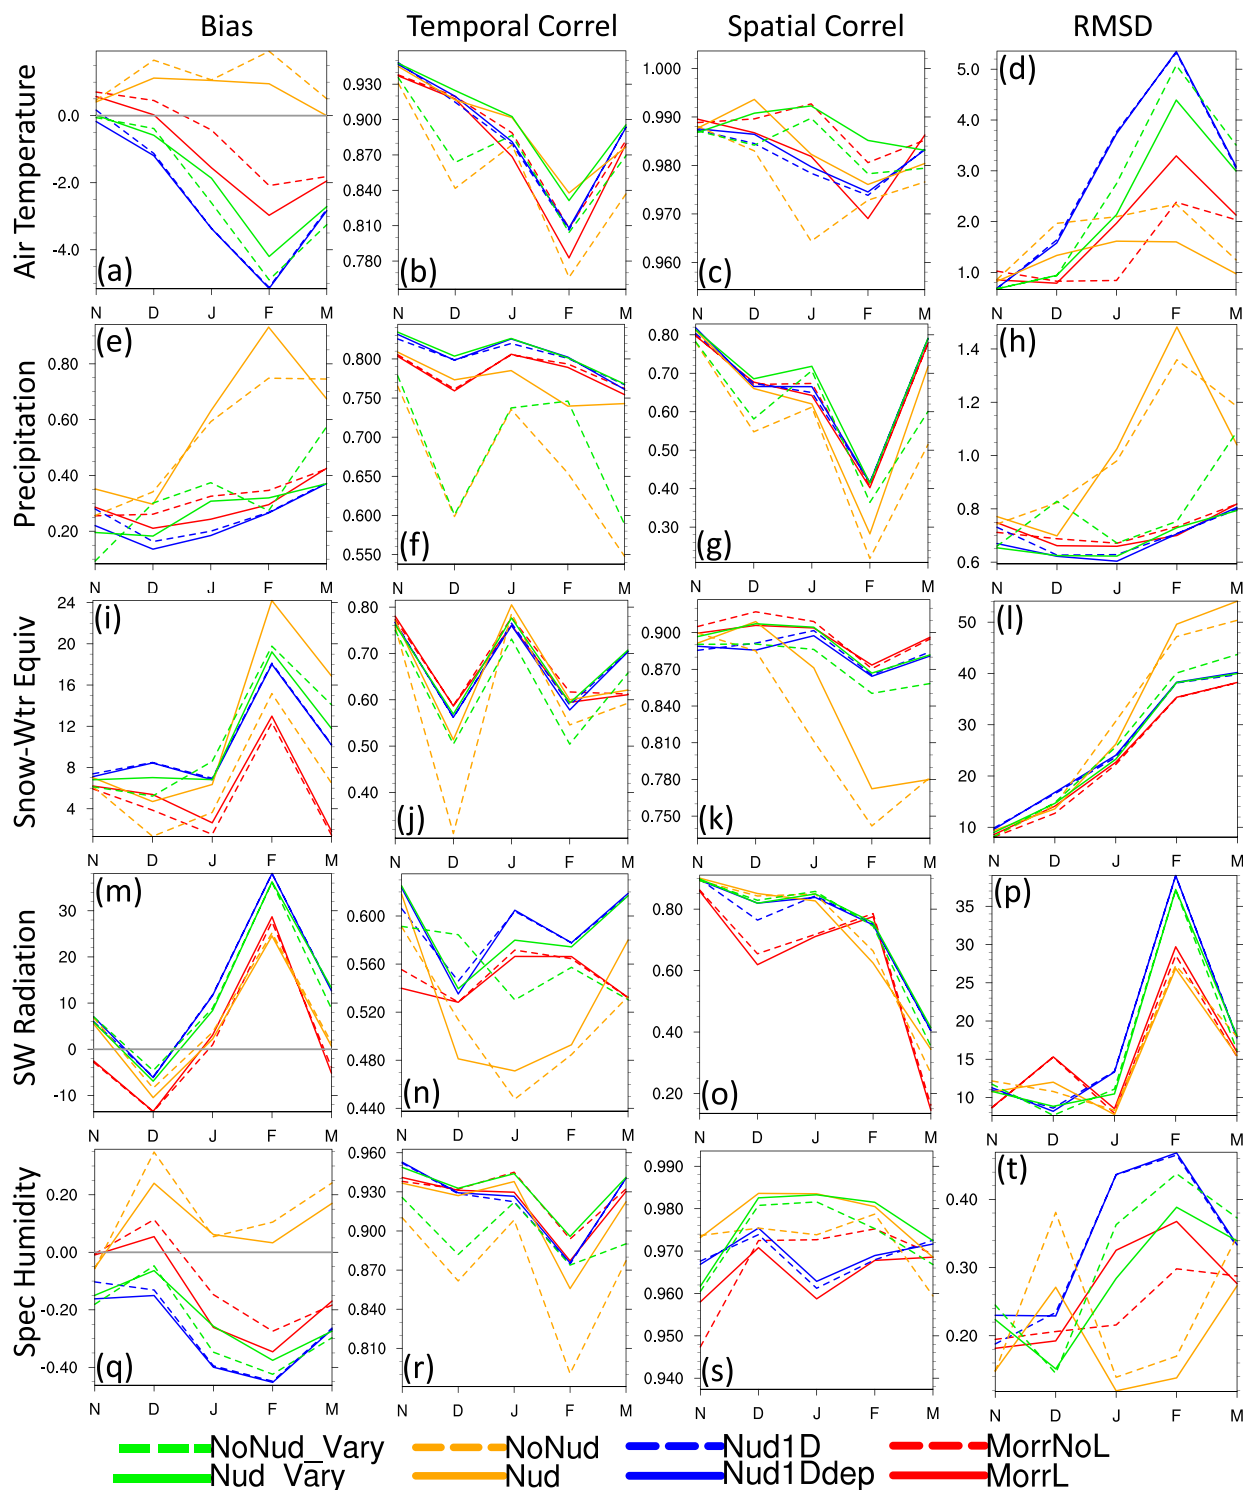 Bias Temporal Correl Spatial Correl RMSD
Air Temperature
0.0
-2.0
-4.0
(a)
N D J F M
0.930
0.900
0.870
0.840
0.810
0.780
(b)
N D J F M
1.000
0.990
0.980
0.970
0.960
(c)
N D J F M
5.0
4.0
3.0
2.0
1.0
(d)
N D J F M
Precipitation
0.80
0.60
0.40
0.20
(e)
N D J F M
0.800
0.750
0.700
0.650
0.600
0.550
(f)
N D J F M
0.80
0.70
0.60
0.50
0.40
0.30
(g)
N D J F M
1.4
1.2
1.0
0.8
0.6
(h)
N D J F M
Snow-Wtr Equiv
24
20
16
12
8
4
(i)
N D J F M
0.80
0.70
0.60
0.50
0.40
(j)
N D J F M
0.900
0.870
0.840
0.810
0.780
0.750
(k)
N D J F M
50
40
30
20
10
(l)
N D J F M
SW Radiation
30
20
10
0
-10
(m)
N D J F M
0.600
0.560
0.520
0.480
0.440
(n)
N D J F M
0.80
0.60
0.40
0.20
(o)
N D J F M
35
30
25
20
15
10
(p)
N D J F M
Spec Humidity
0.20
0.00
-0.20
-0.40
(q)
N D J F M
0.960
0.930
0.900
0.870
0.840
0.810
(r)
N D J F M
0.990
0.980
0.970
0.960
0.950
0.940
(s)
N D J F M
0.40
0.30
0.20
(t)
N D J F M
NoNud_Vary NoNud Nud1D MorrNoL
Nud_Vary Nud Nud1Ddep MorrL